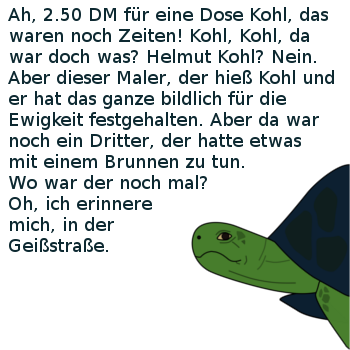 Ah, 2.50 DM für eine Dose Kohl, das
waren noch Zeiten! Kohl, Kohl, da
war doch was? Helmut Kohl? Nein.
Aber dieser Maler, der hieß Kohl und
er hat das ganze bildlich für die
Ewigkeit festgehalten. Aber da war
noch ein Dritter, der hatte etwas
mit einem Brunnen zu tun.
Wo war der noch mal?
Oh, ich erinnere
mich, in der
Geißstraße.